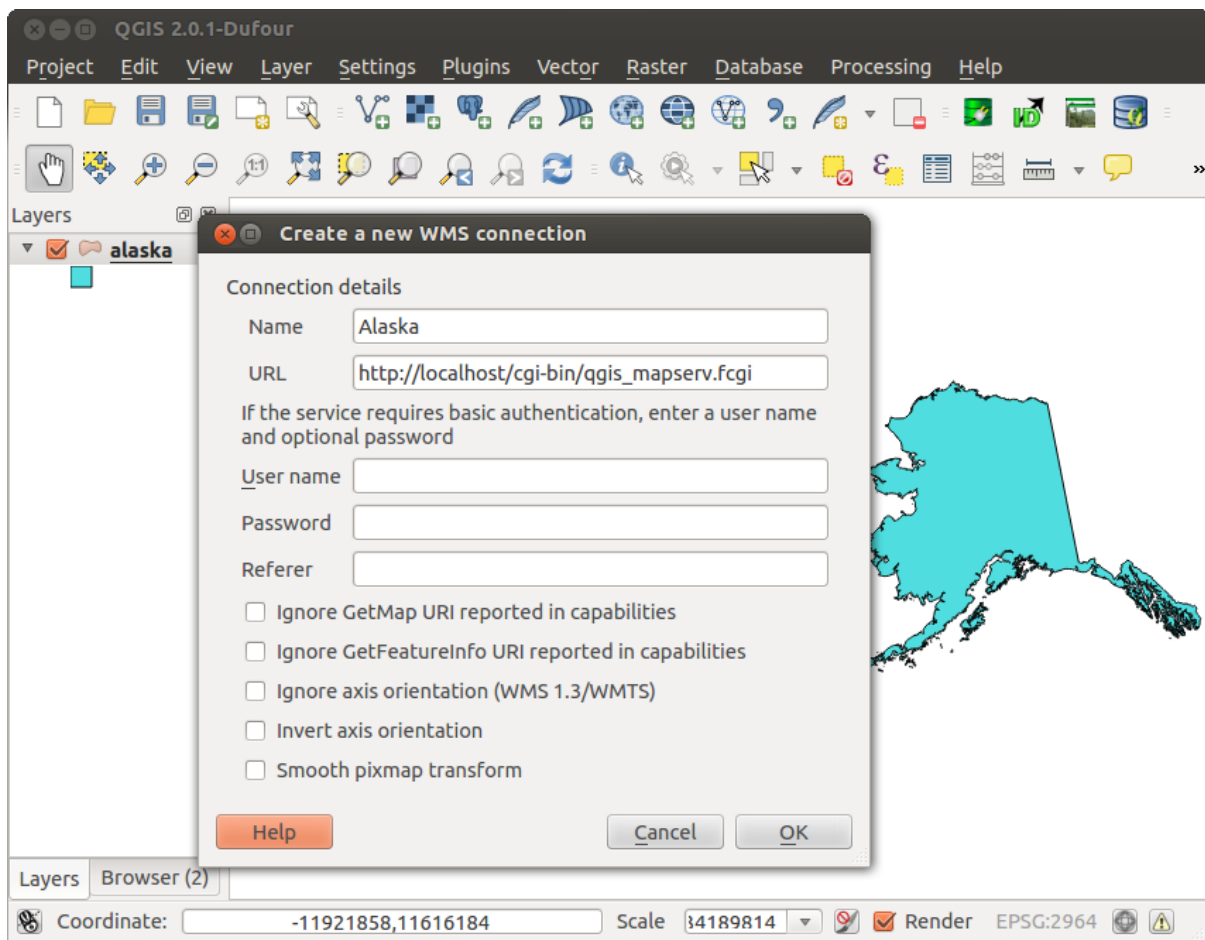 QGIS 2.0.1-Dufour
Project Edit View Layer Settings Plugins Vector Raster Database Processing Help
1:1
Layers
alaska
Create a new WMS connection
Connection details
Name Alaska
URL http://localhost/cgi-bin/qgis_mapserv.fcgi
If the service requires basic authentication, enter a user name
and optional password
User name
Password
Referer
Ignore GetMap URI reported in capabilities
Ignore GetFeatureInfo URI reported in capabilities
Ignore axis orientation (WMS 1.3/WMTS)
Invert axis orientation
Smooth pixmap transform
Help Cancel OK
Layers Browser (2)
Coordinate: -11921858,11616184 Scale 34189814 Render EPSG:2964